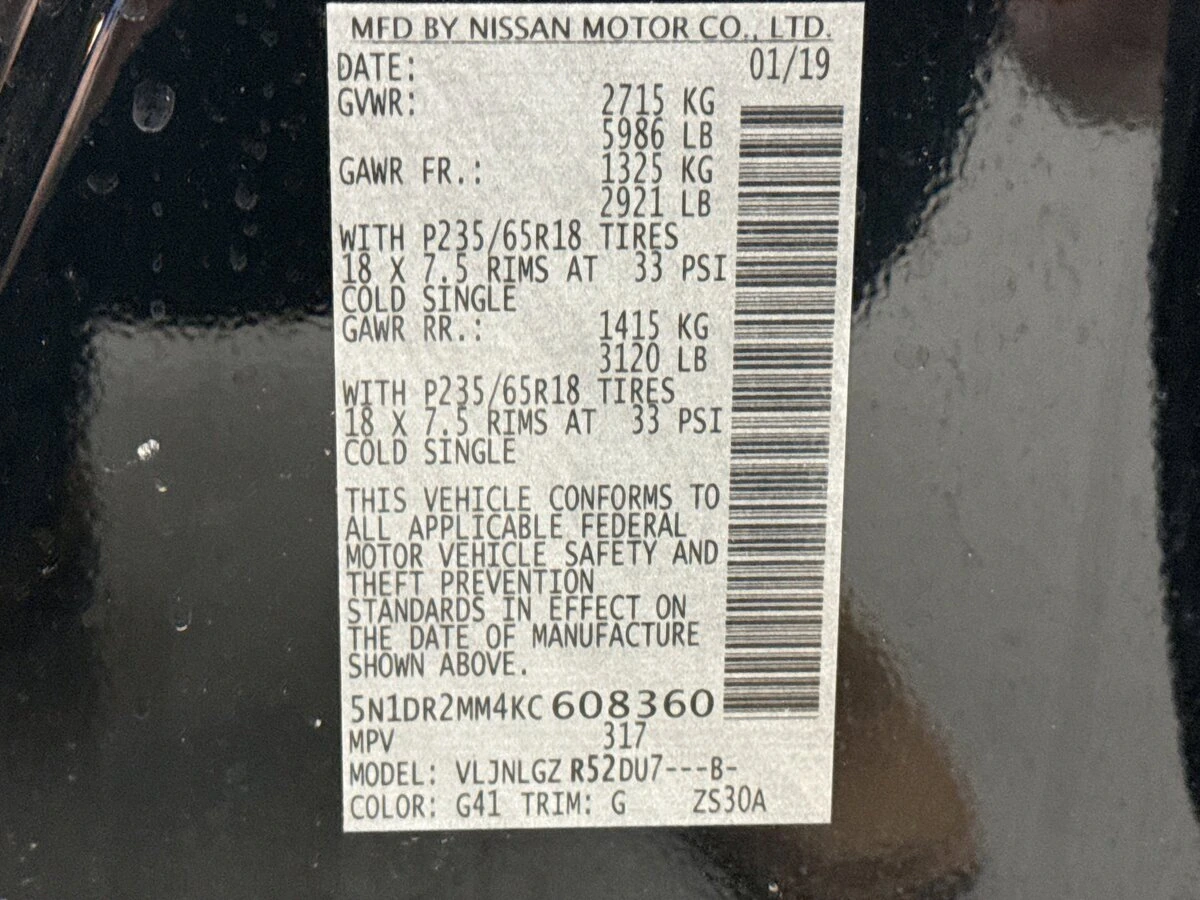 MFD BY NISSAN MOTOR CO., LTD.
DATE: 01/19
GVWR: 2715 KG
5986 LB
GAWR FR.: 1325 KG
2921 LB
WITH P235/65R18 TIRES
18 X 7.5 RIMS AT 33 PSI
COLD SINGLE
GAWR RR.: 1415 KG
3120 LB
WITH P235/65R18 TIRES
18 X 7.5 RIMS AT 33 PSI
COLD SINGLE
THIS VEHICLE CONFORMS TO
ALL APPLICABLE FEDERAL
MOTOR VEHICLE SAFETY AND
THEFT PREVENTION
STANDARDS IN EFFECT ON
THE DATE OF MANUFACTURE
SHOWN ABOVE.
5N1DR2MM4KC 608360
MPV 317
MODEL: VLJNLGZ R52DU7---B-
COLOR: G41 TRIM: G ZS30A